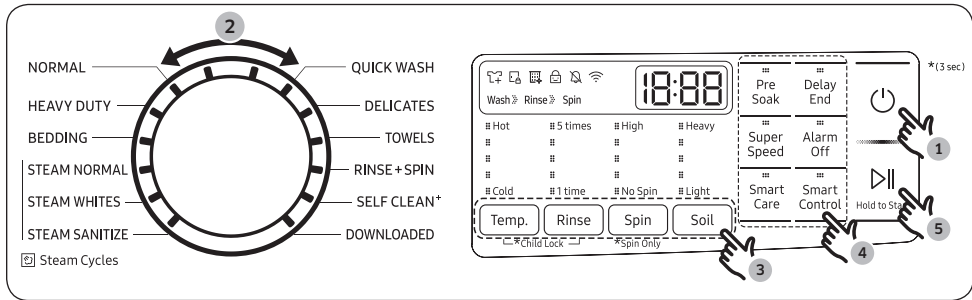 2
NORMAL
HEAVY DUTY
BEDDING
STEAM NORMAL
STEAM WHITES
STEAM SANITIZE
Steam Cycles
QUICK WASH
DELICATES
TOWELS
RINSE+SPIN
SELF CLEAN+
DOWNLOADED
18:88
Wash » Rinse » Spin
Hot 5 times High Heavy
Cold 1 time No Spin Light
Temp. Rinse Spin Soil
*Child Lock *Spin Only
3
Pre Delay
Soak End
Super Alarm
Speed Off
Smart Smart
Care Control
4
*(3 sec)
1
Hold to Sta
5